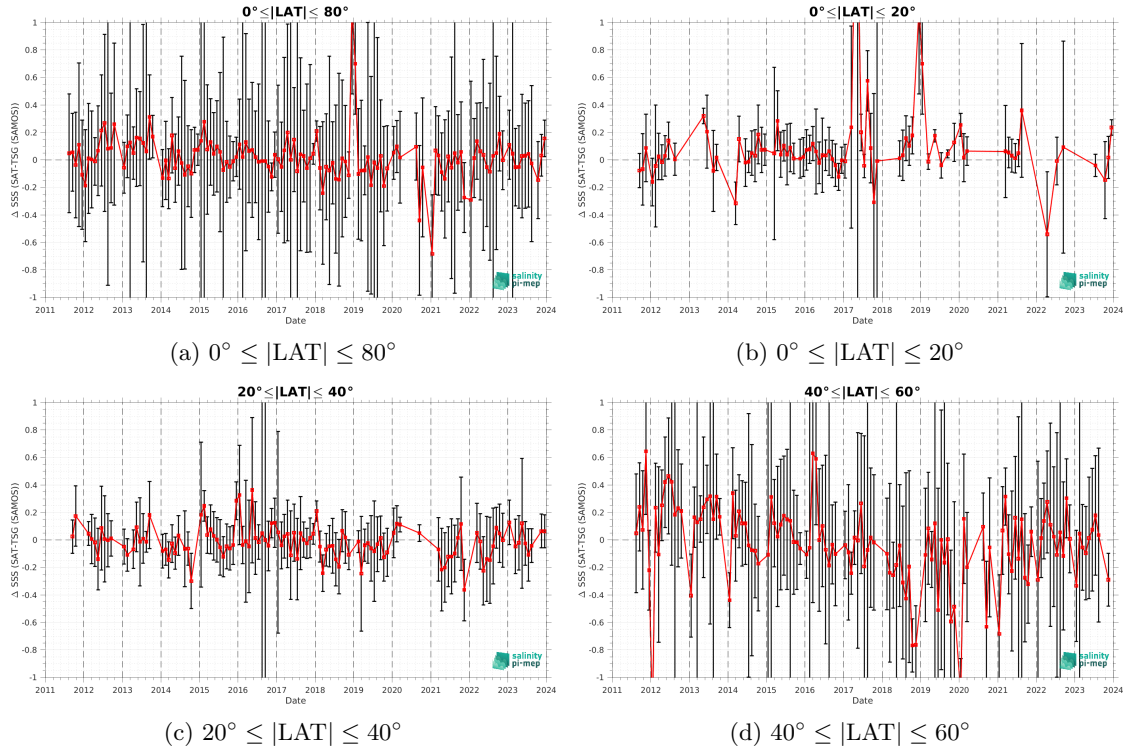 0°≤|LAT|≤ 80°
Δ SSS (SAT-TSG (SAMOS))
1
0.8
0.6
0.4
0.2
0
-0.2
-0.4
-0.6
-0.8
-1
2011 2012 2013 2014 2015 2016 2017 2018 2019 2020 2021 2022 2023 2024
Date
salinity
pi-mep
(a) 0° ≤ |LAT| ≤ 80°
0°≤|LAT|≤ 20°
Δ SSS (SAT-TSG (SAMOS))
1
0.8
0.6
0.4
0.2
0
-0.2
-0.4
-0.6
-0.8
-1
2011 2012 2013 2014 2015 2016 2017 2018 2019 2020 2021 2022 2023 2024
Date
salinity
pi-mep
(b) 0° ≤ |LAT| ≤ 20°
20°≤|LAT|≤ 40°
Δ SSS (SAT-TSG (SAMOS))
1
0.8
0.6
0.4
0.2
0
-0.2
-0.4
-0.6
-0.8
-1
2011 2012 2013 2014 2015 2016 2017 2018 2019 2020 2021 2022 2023 2024
Date
salinity
pi-mep
(c) 20° ≤ |LAT| ≤ 40°
40°≤|LAT|≤ 60°
Δ SSS (SAT-TSG (SAMOS))
1
0.8
0.6
0.4
0.2
0
-0.2
-0.4
-0.6
-0.8
-1
2011 2012 2013 2014 2015 2016 2017 2018 2019 2020 2021 2022 2023 2024
Date
salinity
pi-mep
(d) 40° ≤ |LAT| ≤ 60°